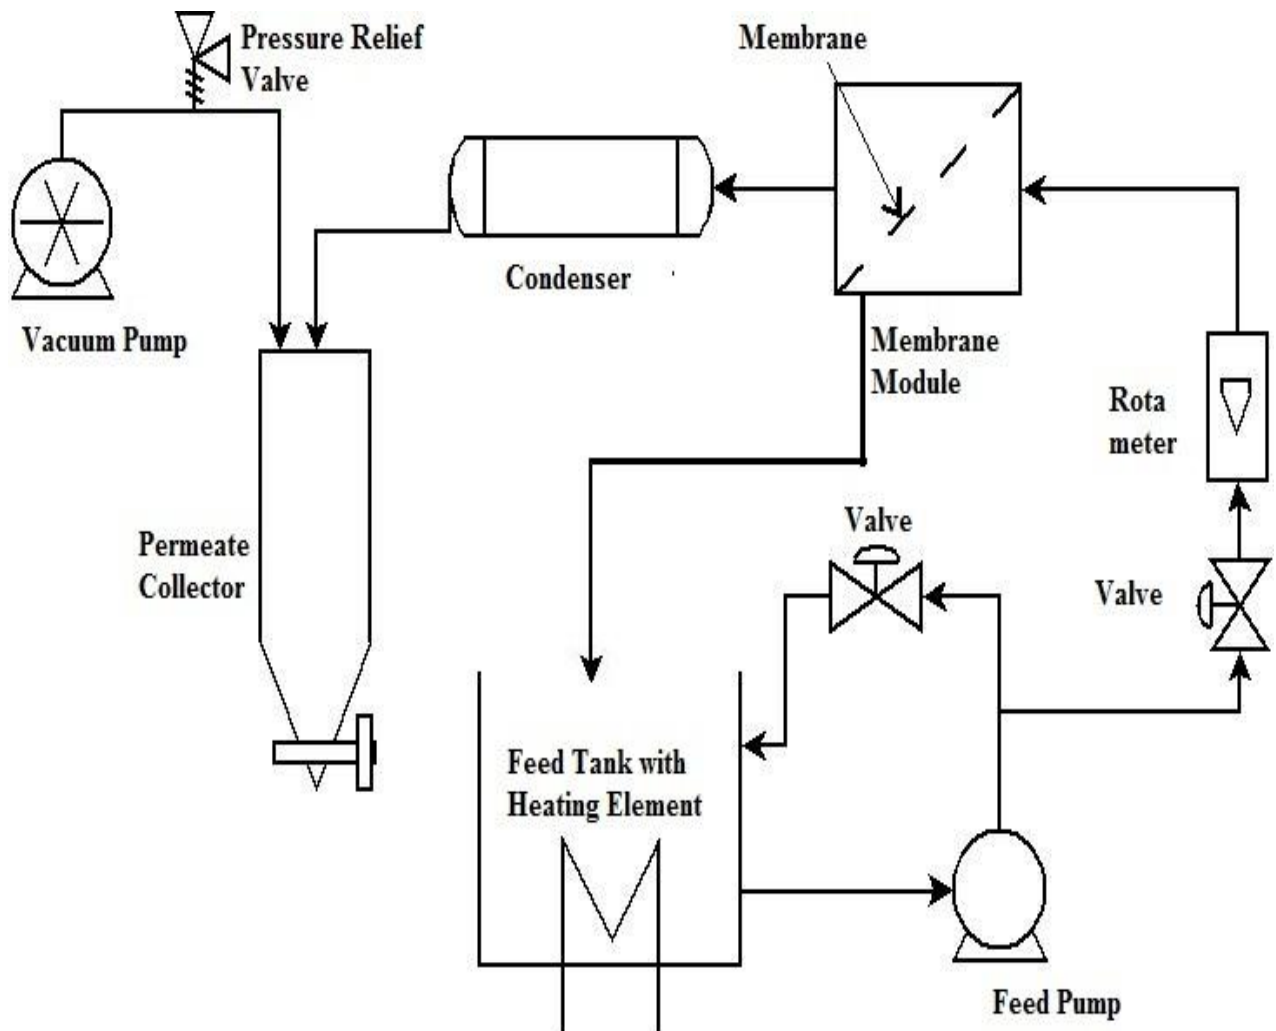 Pressure Relief
Valve
Membrane
Condenser
Vacuum Pump
Membrane
Module
Rota
meter
Valve
Permeate
Collector
Valve
Feed Tank with
Heating Element
Feed Pump